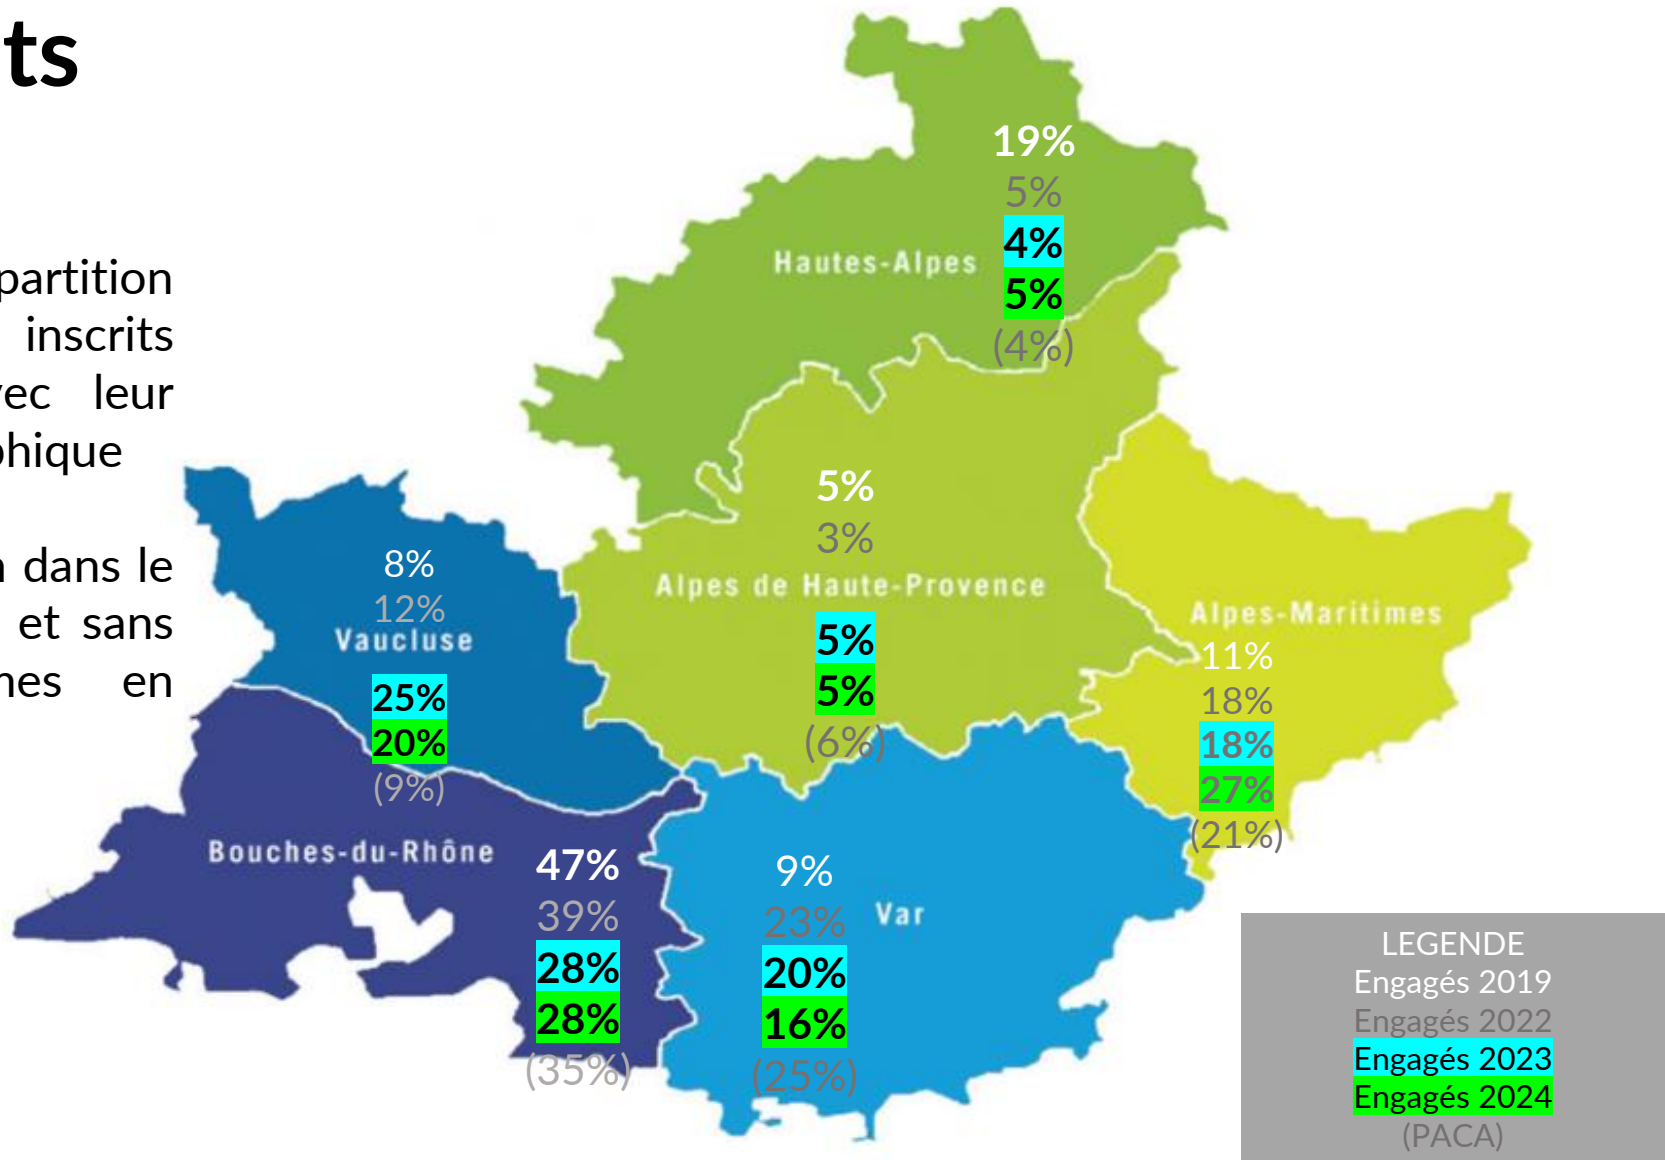 ts
partition
inscrits
vec leur
phique
dans le
et sans
mes en
19%
5%
Hautes-Alpes
4%
5%
(4%)
5%
3%
Alpes de Haute-Provence
5%
5%
(6%)
8%
12%
Vaucluse
25%
20%
(9%)
Alpes-Maritimes
11%
18%
18%
27%
(21%)
Bouches-du-Rhône
47%
39%
28%
28%
(35%)
9%
23%
Var
20%
16%
(25%)
LEGENDE
Engagés 2019
Engagés 2022
Engagés 2023
Engagés 2024
(PACA)